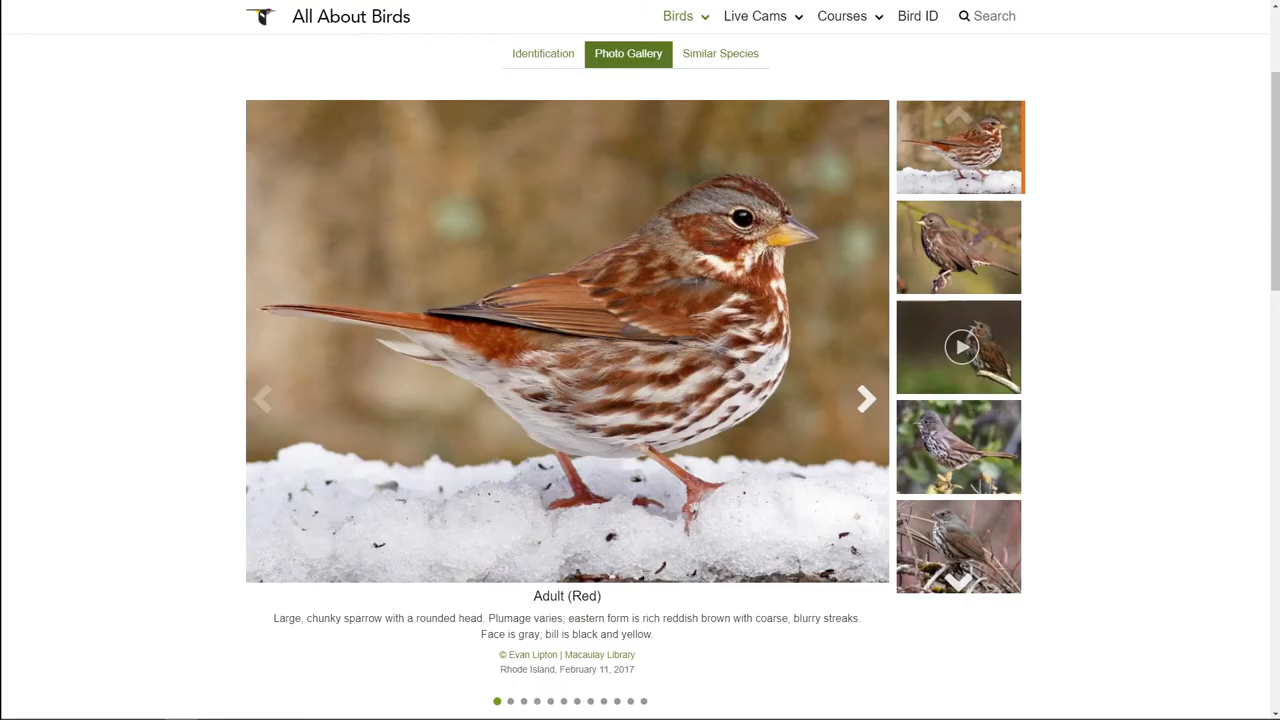 All About Birds
Birds Live Cams Courses Bird ID Search
Identification Photo Gallery Similar Species
Adult (Red)
Large, chunky sparrow with a rounded head. Plumage varies; eastern form is rich reddish brown with coarse, blurry streaks.
Face is gray; bill is black and yellow.
© Evan Lipton | Macaulay Library
Rhode Island, February 11, 2017